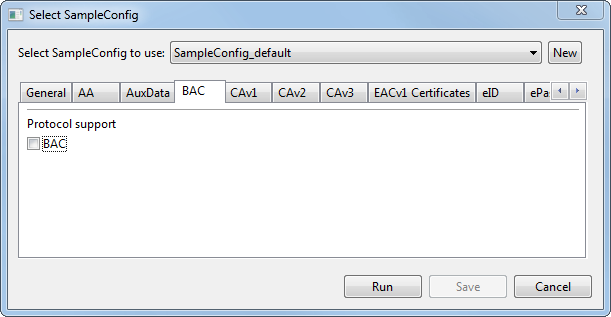 Select SampleConfig
Select SampleConfig to use: SampleConfig_default New
General AA AuxData BAC CAv1 CAv2 CAv3 EACv1 Certificates eID ePa
Protocol support
BAC
Run Save Cancel